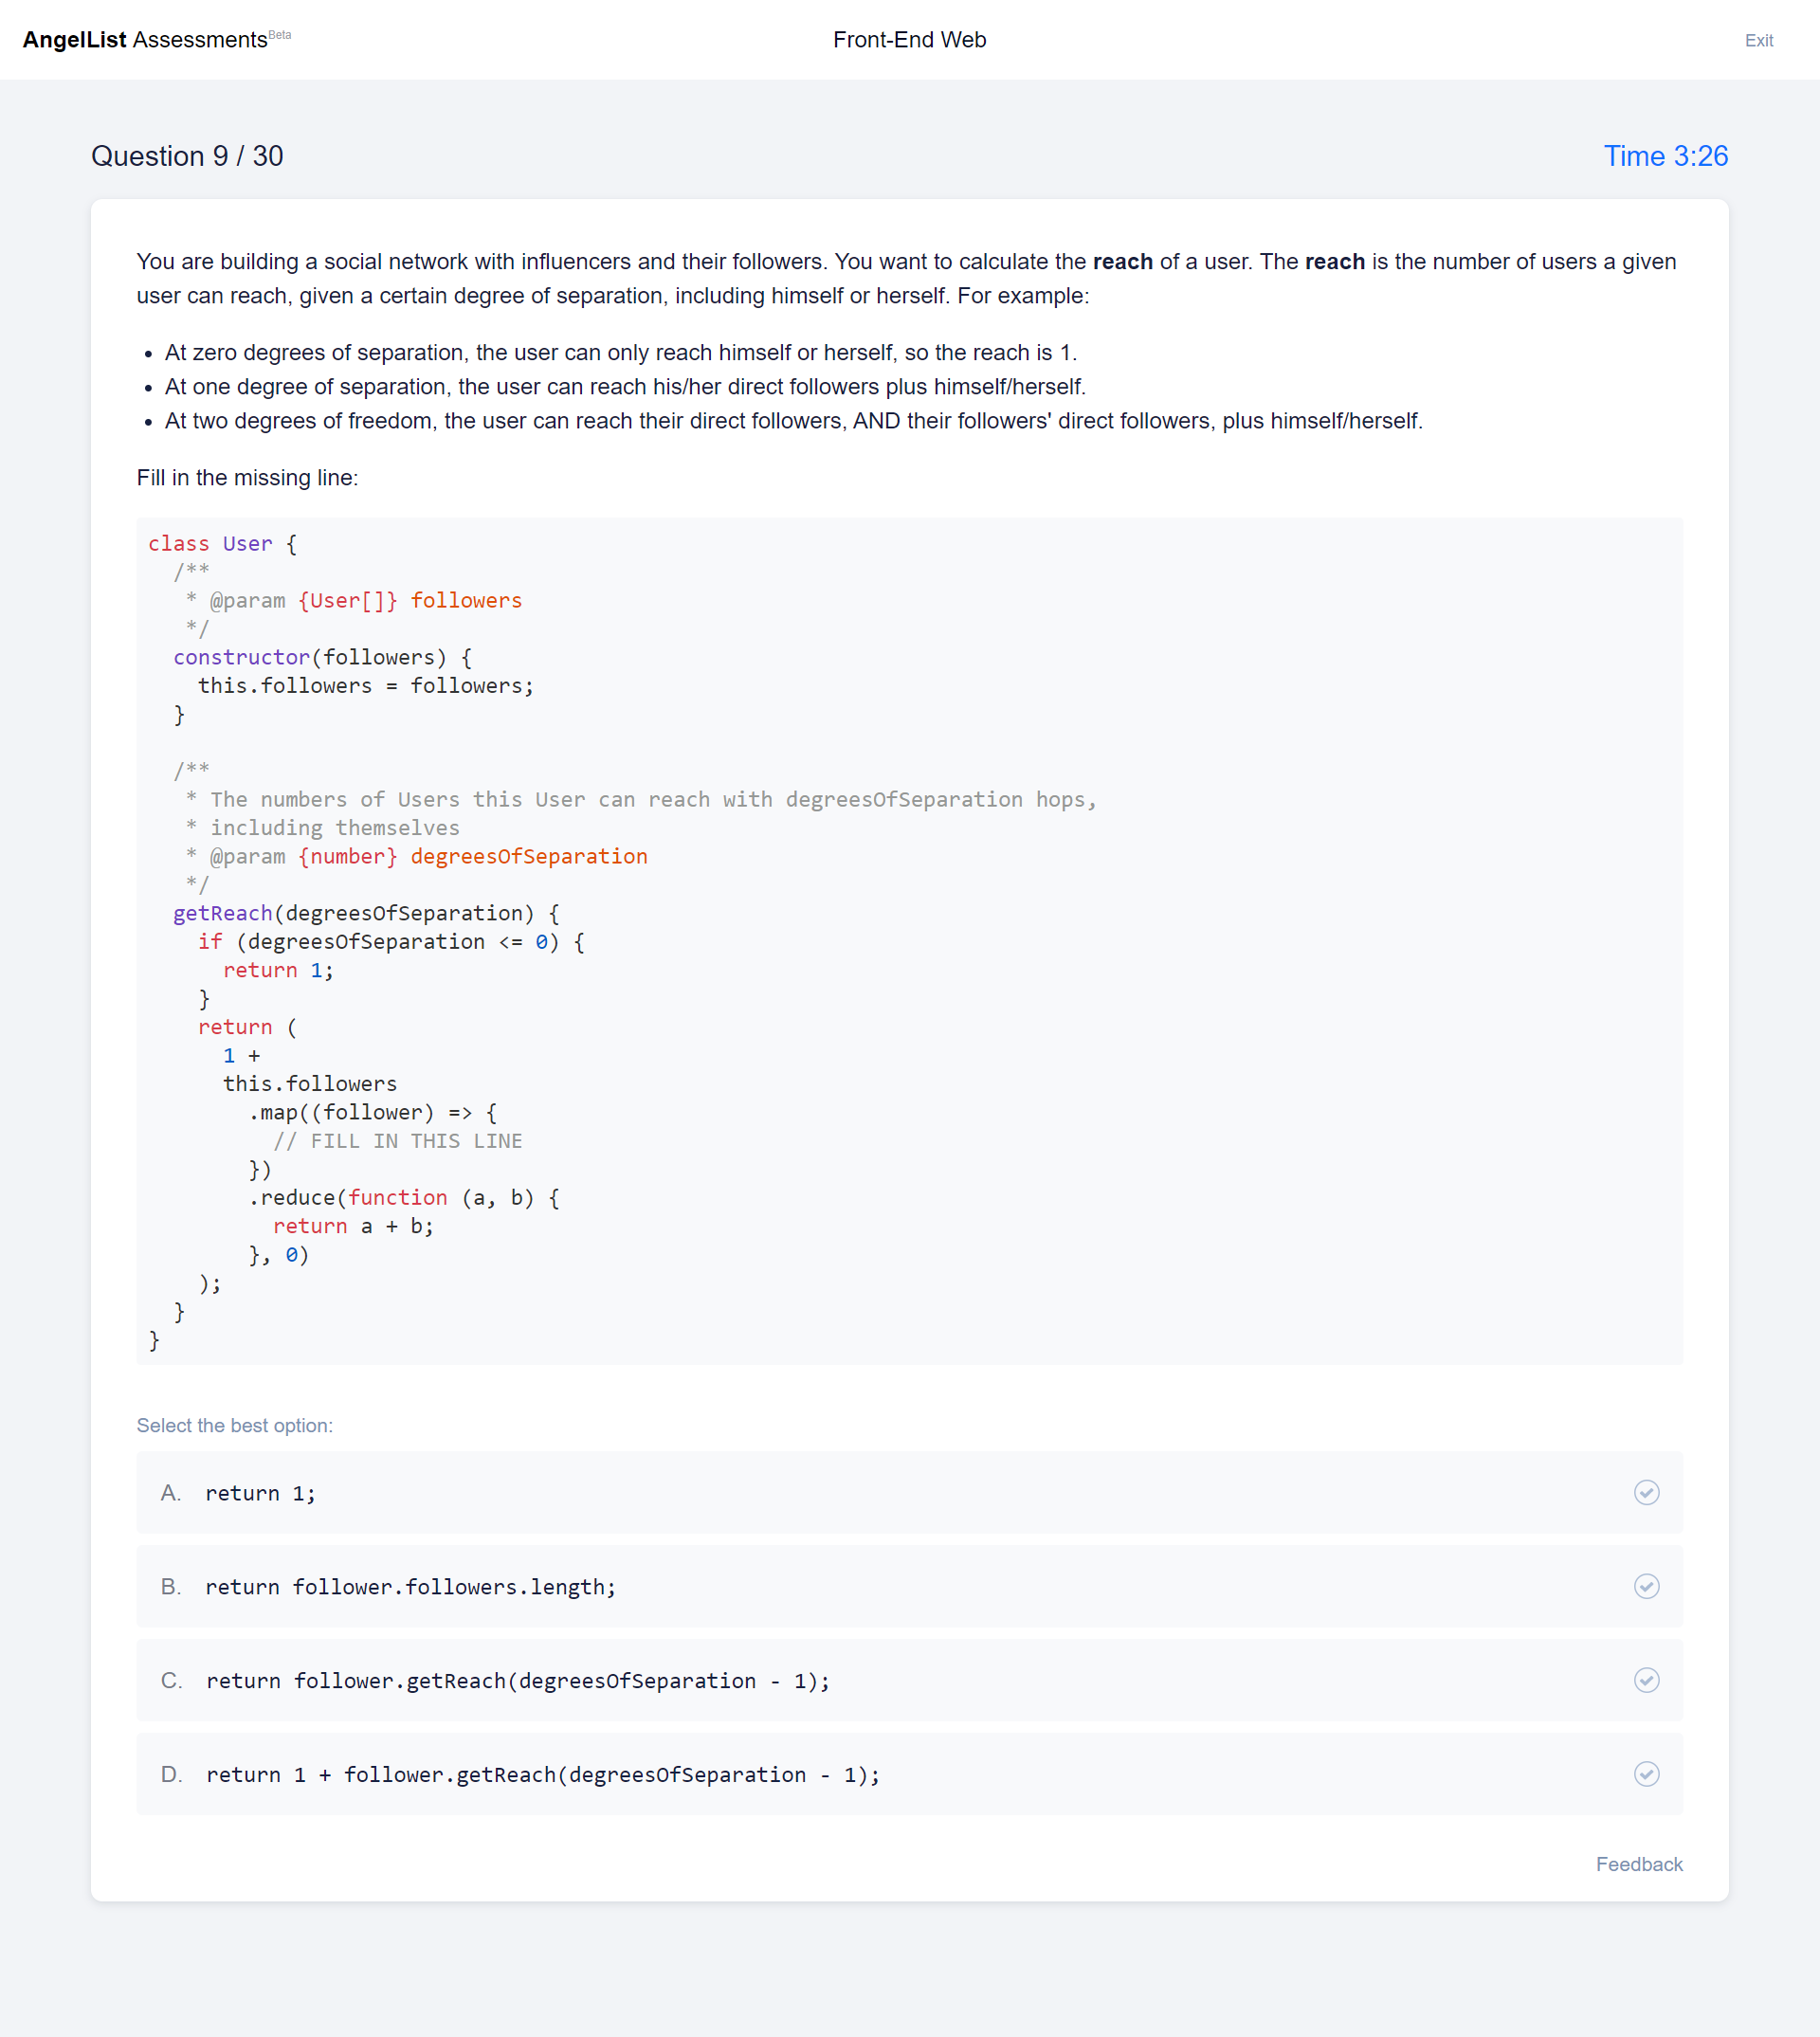 AngelList Assessments Beta
Front-End Web
Exit
Question 9 / 30
Time 3:26
You are building a social network with influencers and their followers. You want to calculate the reach of a user. The reach is the number of users a given
user can reach, given a certain degree of separation, including himself or herself. For example:
• At zero degrees of separation, the user can only reach himself or herself, so the reach is 1.
• At one degree of separation, the user can reach his/her direct followers plus himself/herself.
• At two degrees of freedom, the user can reach their direct followers, AND their followers' direct followers, plus himself/herself.
Fill in the missing line:
class User {
  /**
   * @param {User[]} followers
   */
  constructor(followers) {
    this.followers = followers;
  }

  /**
   * The numbers of Users this User can reach with degreesOfSeparation hops,
   * including themselves
   * @param {number} degreesOfSeparation
   */
  getReach(degreesOfSeparation) {
    if (degreesOfSeparation <= 0) {
      return 1;
    }
    return (
      1 +
      this.followers
        .map((follower) => {
          // FILL IN THIS LINE
        })
        .reduce(function (a, b) {
          return a + b;
        }, 0)
    );
  }
}
Select the best option:
A. return 1;
B. return follower.followers.length;
C. return follower.getReach(degreesOfSeparation - 1);
D. return 1 + follower.getReach(degreesOfSeparation - 1);
Feedback